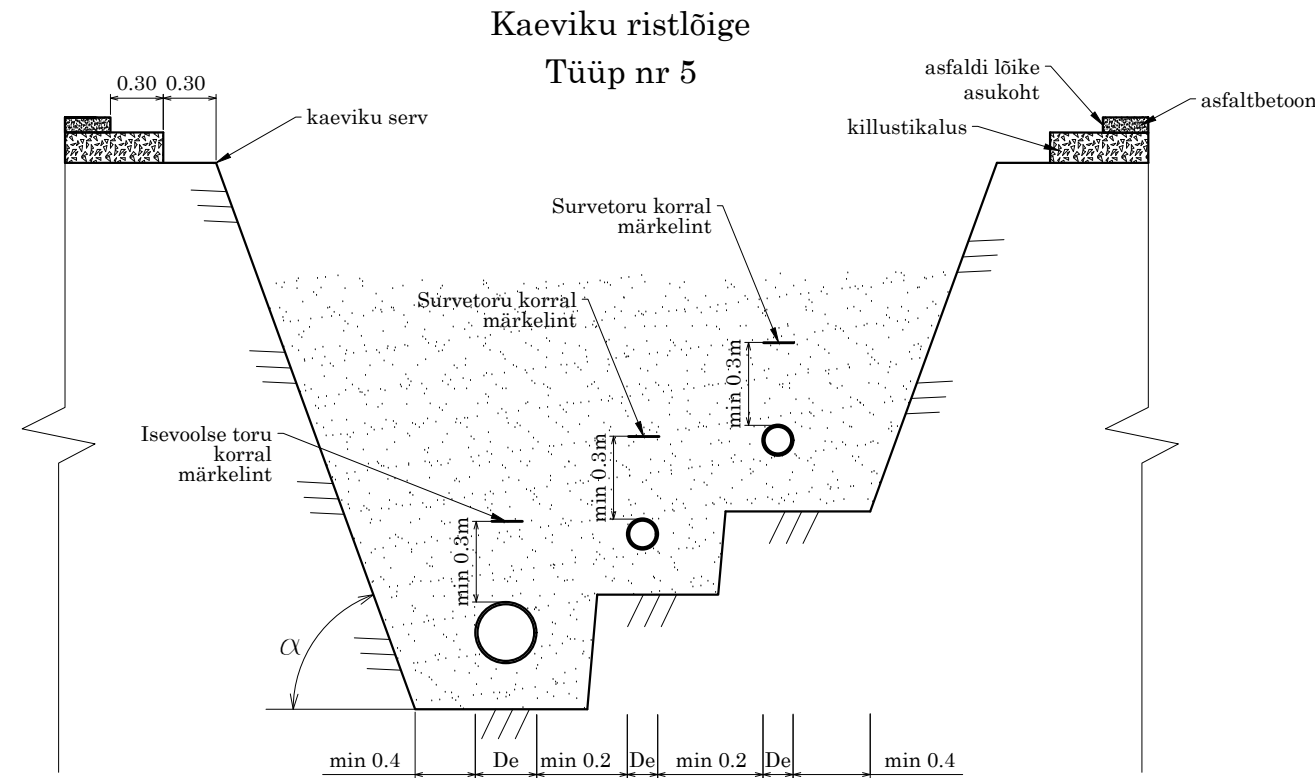 Kaeviku ristlõige
Tüüp nr 5
0.30 0.30
kaeviku serv
asfaldi lõike
asukoht
asfaltbetoon
killustikalus
Survetoru korral
märkelint
Survetoru korral
märkelint
min 0.3m
Isevoolse toru
korral
märkelint
min 0.3m
min 0.3m
α
min 0.4 De min 0.2 De min 0.2 De min 0.4